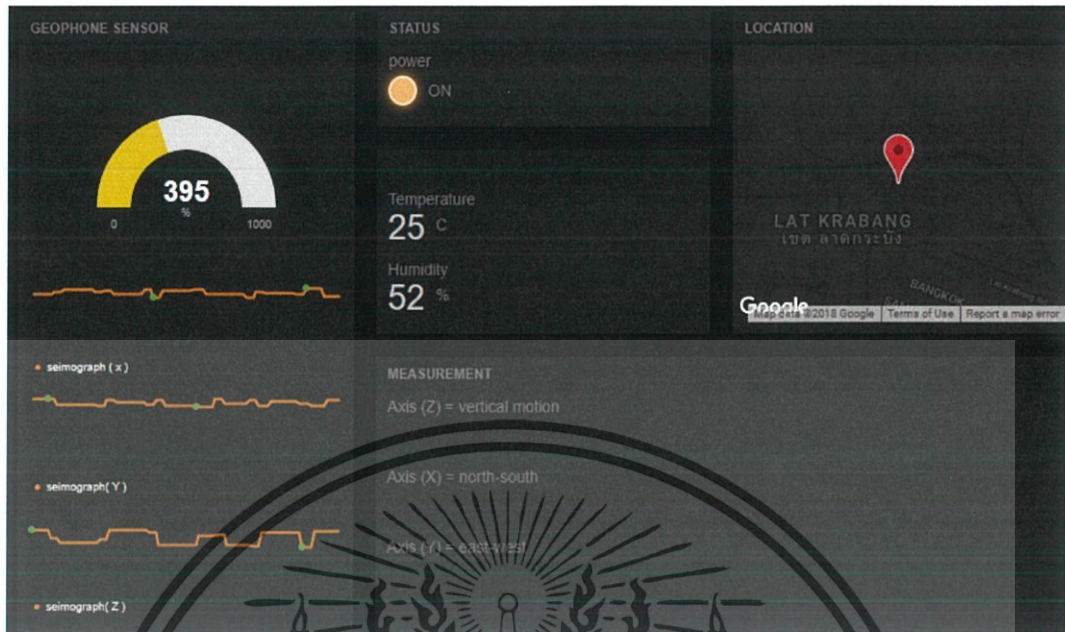 GEOPHONE SENSOR
395
%
0
1000
seimograph ( x )
seimograph( Y )
seimograph( Z )
STATUS
power
ON
Temperature
25 C
Humidity
52 %
MEASUREMENT
Axis (Z) = vertical motion
Axis (X) = north-south
Axis (Y) = east-west
LOCATION
LAT KRABANG
เขต ลาดกระบัง
BANGKOK
Google
Map data ©2018 Google
Terms of Use
Report a map error